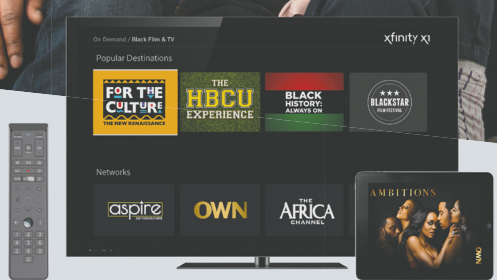 On Demand / Black Film & TV
xfinity x1
Popular Destinations
FOR THE
CULTURE
THE NEW RENAISSANCE
THE
HBCU
EXPERIENCE
BLACK
HISTORY:
ALWAYS ON
BLACKSTAR
FILM FESTIVAL
Networks
aspire
OWN
THE
AFRICA
CHANNEL
AMBITIONS
OWN